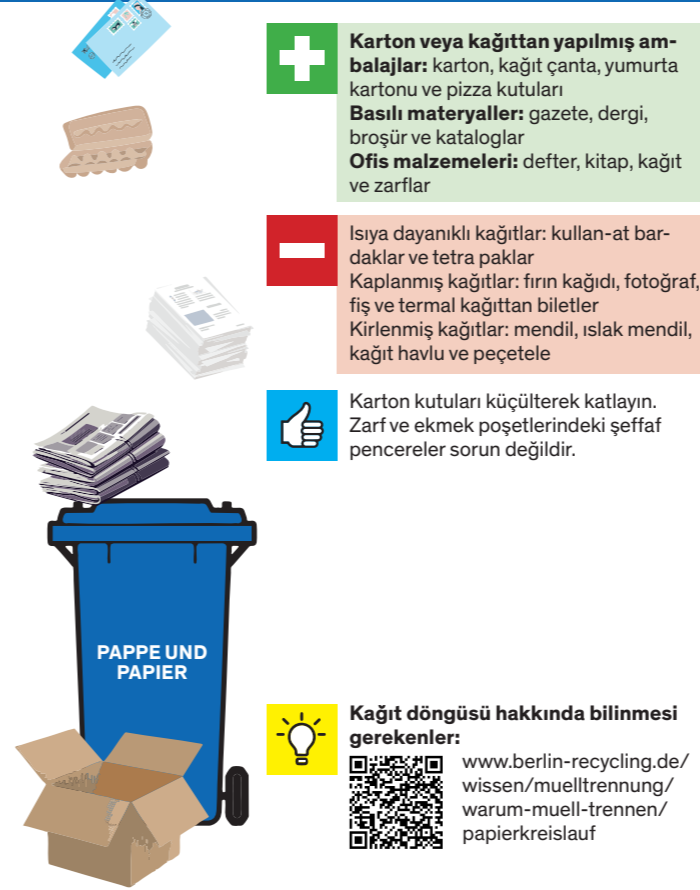 Karton veya kağıttan yapılmış am-
balajlar: karton, kağıt çanta, yumurta
kartonu ve pizza kutuları
Basılı materyaller: gazete, dergi,
broşür ve kataloglar
Ofis malzemeleri: defter, kitap, kağıt
ve zarflar
Isıya dayanıklı kağıtlar: kullan-at bar-
daklar ve tetra paklar
Kaplanmış kağıtlar: fırın kağıdı, fotoğraf,
fiş ve termal kağıttan biletler
Kirlenmiş kağıtlar: mendil, ıslak mendil,
kağıt havlu ve peçetele
Karton kutuları küçülterek katlayın.
Zarf ve ekmek poşetlerindeki şeffaf
pencereler sorun değildir.
PAPPE UND
PAPIER
Kağıt döngüsü hakkında bilinmesi
gerekenler:
www.berlin-recycling.de/
wissen/muelltrennung/
warum-muell-trennen/
papierkreislauf